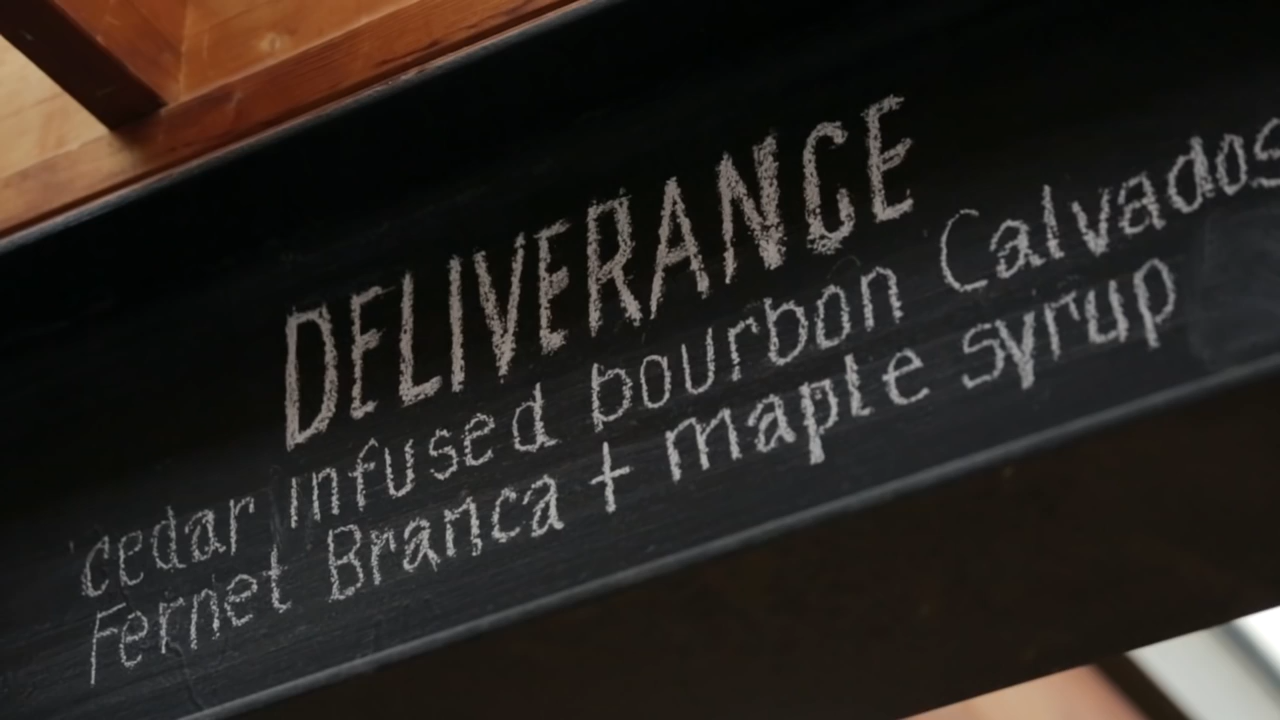 DELIVERANCE
cedar infused bourbon Calvados
Fernet Branca + maple syrup